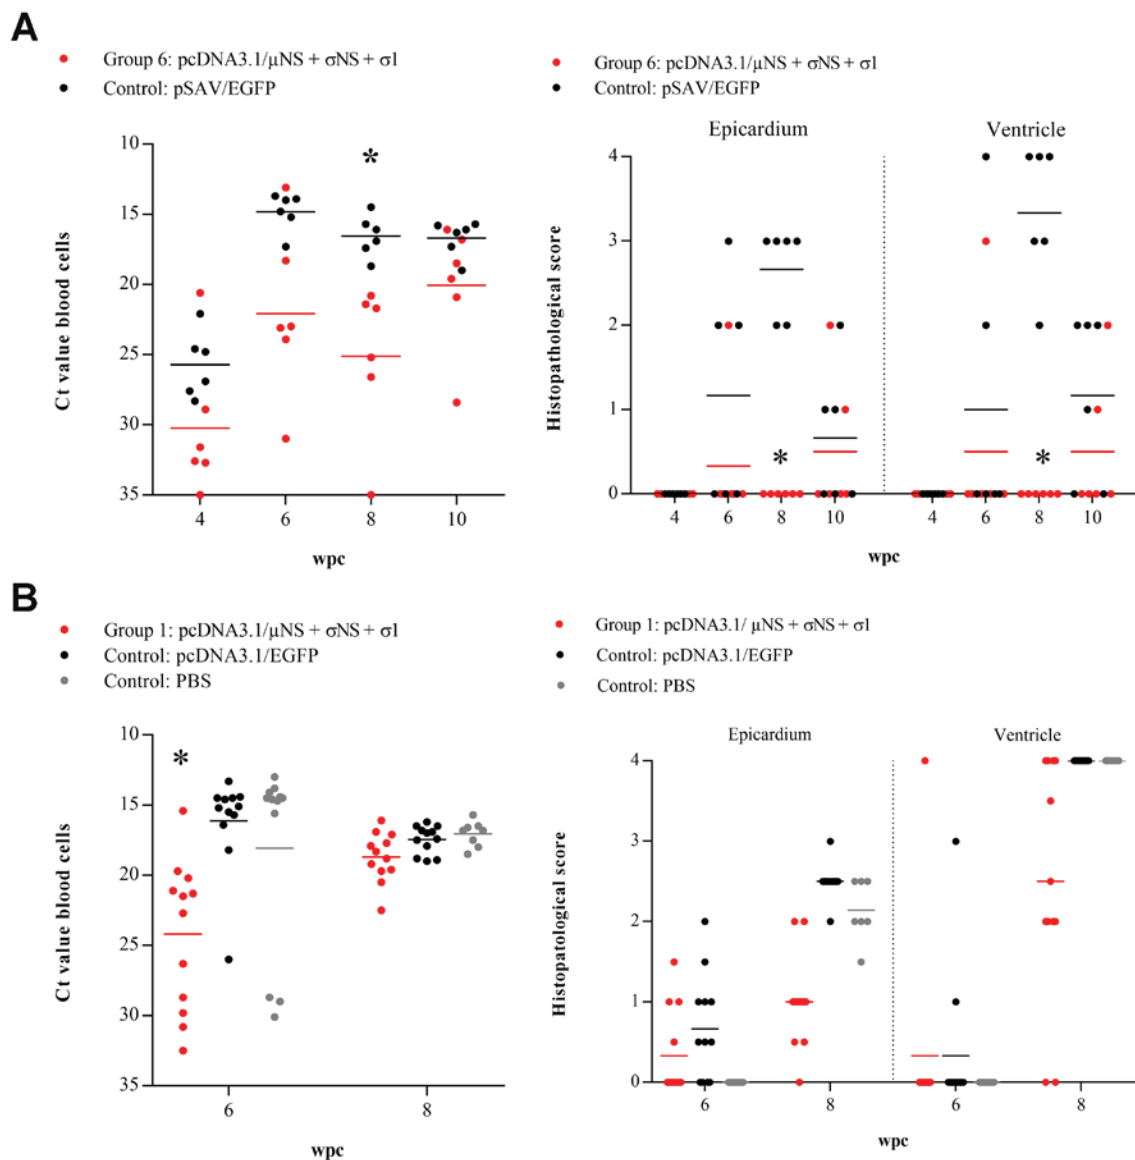 A
Group 6: pcDNA3.1/µNS + σNS + σ1
Control: pSAV/EGFP
Group 6: pcDNA3.1/µNS + σNS + σ1
Control: pSAV/EGFP
Ct value blood cells
10
15
20
25
30
35
*
4 6 8 10
wpc
Epicardium Ventricle
Histopathological score
4
3
2
1
0
* *
4 6 8 10 4 6 8 10
wpc
B
Group 1: pcDNA3.1/µNS + σNS + σ1
Control: pcDNA3.1/EGFP
Control: PBS
Group 1: pcDNA3.1/ µNS + σNS + σ1
Control: pcDNA3.1/EGFP
Control: PBS
Ct value blood cells
10
15
20
25
30
35
*
6 8
wpc
Epicardium Ventricle
Histopatological score
4
3
2
1
0
6 8 6 8
wpc